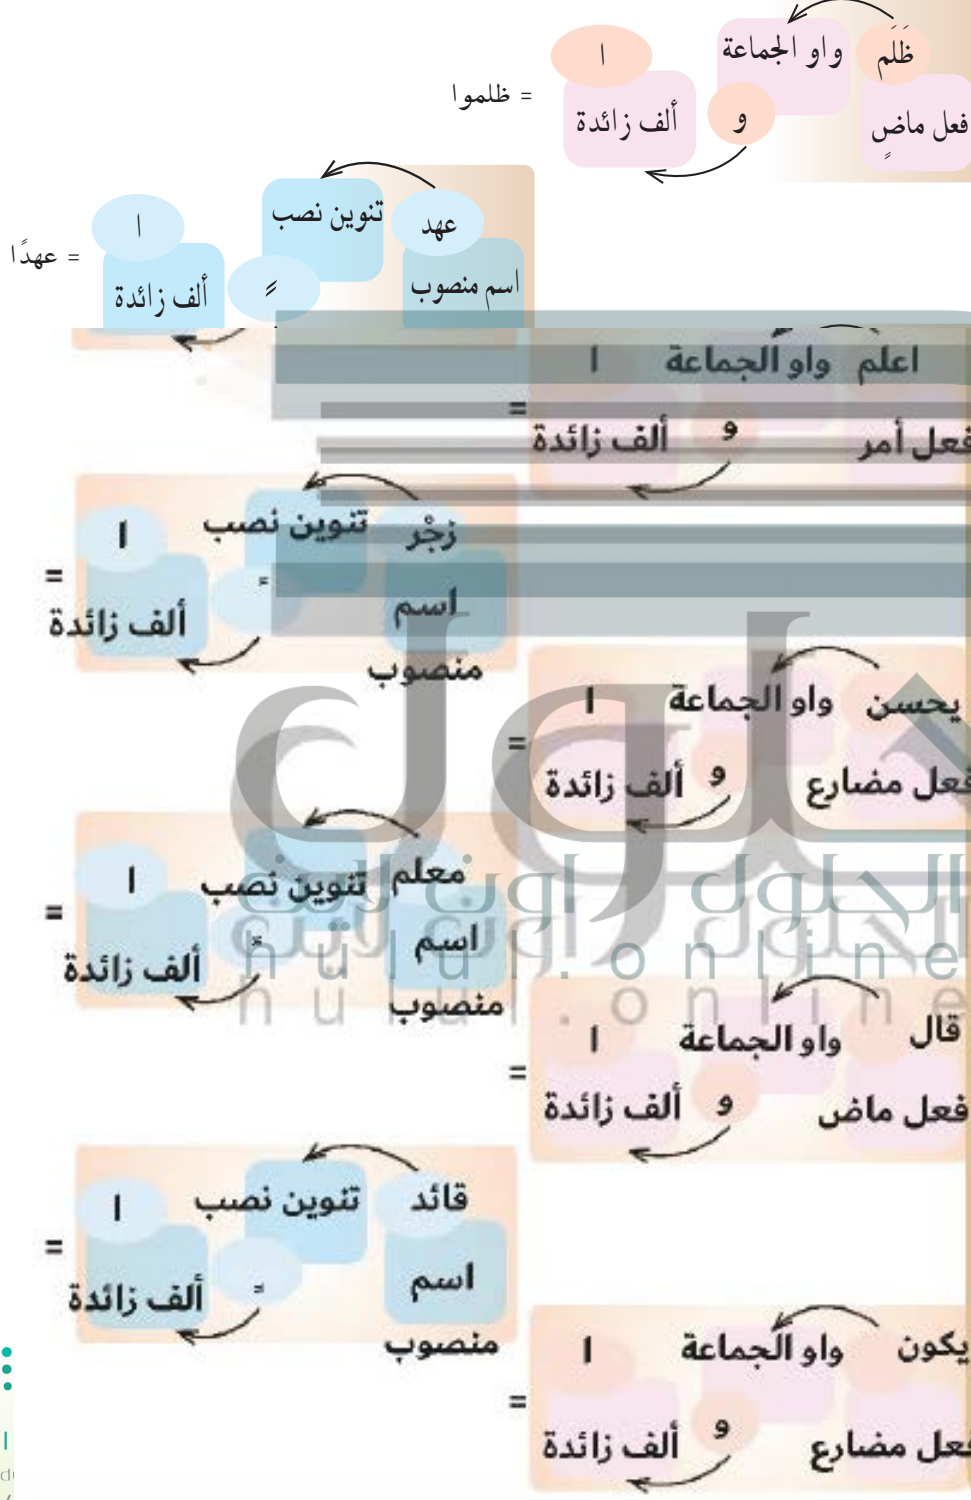 ظَلَم واو الجماعة ا
فعل ماضٍ و ألف زائدة
= ظلموا
عهد تنوين نصب ا
اسم منصوب ـً ألف زائدة
= عهدًا
اعلم واو الجماعة ا
فعل أمر و ألف زائدة
=
زجْر تنوين نصب ا
اسم ـً ألف زائدة
منصوب
=
يحسن واو الجماعة ا
فعل مضارع و ألف زائدة
=
معلم تنوين نصب ا
اسم ـً ألف زائدة
منصوب
=
قال واو الجماعة ا
فعل ماض و ألف زائدة
=
قائد تنوين نصب ا
اسم ـً ألف زائدة
منصوب
=
يكون واو الجماعة ا
فعل مضارع و ألف زائدة
=
حلول
الحلول اون لاين
hulul.online